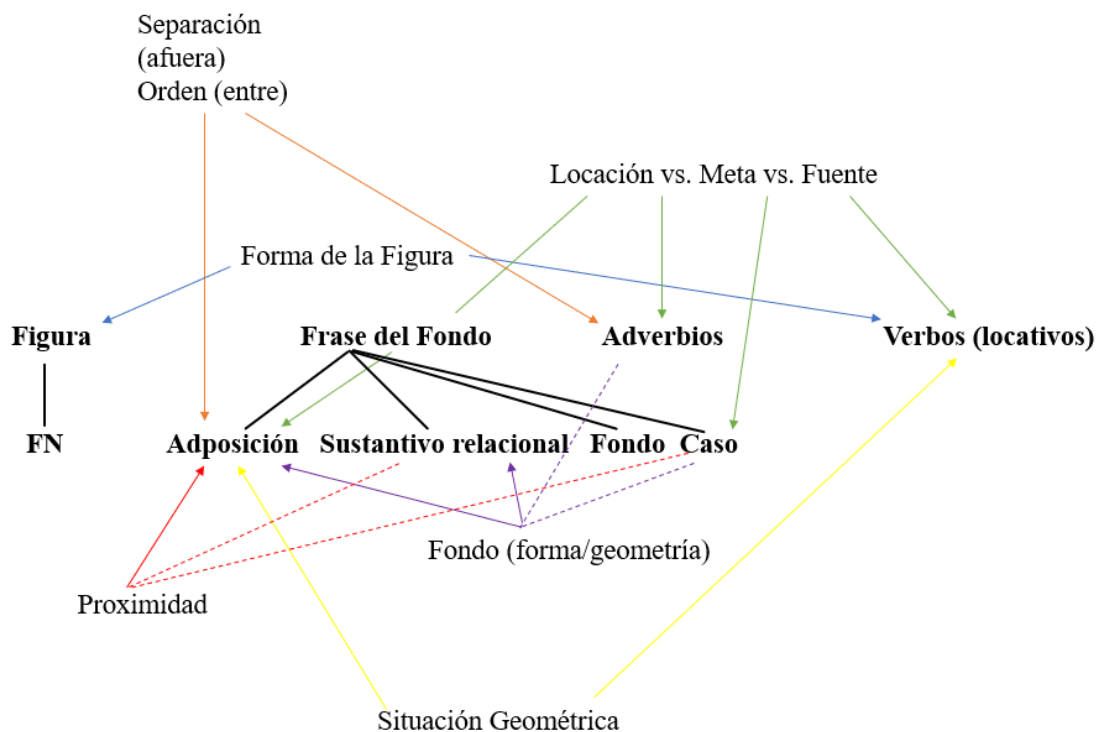 Separación
(afuera)
Orden (entre)
Locación vs. Meta vs. Fuente
Forma de la Figura
Figura
Frase del Fondo
Adverbios
Verbos (locativos)
FN
Adposición
Sustantivo relacional
Fondo
Caso
Fondo (forma/geometría)
Proximidad
Situación Geométrica